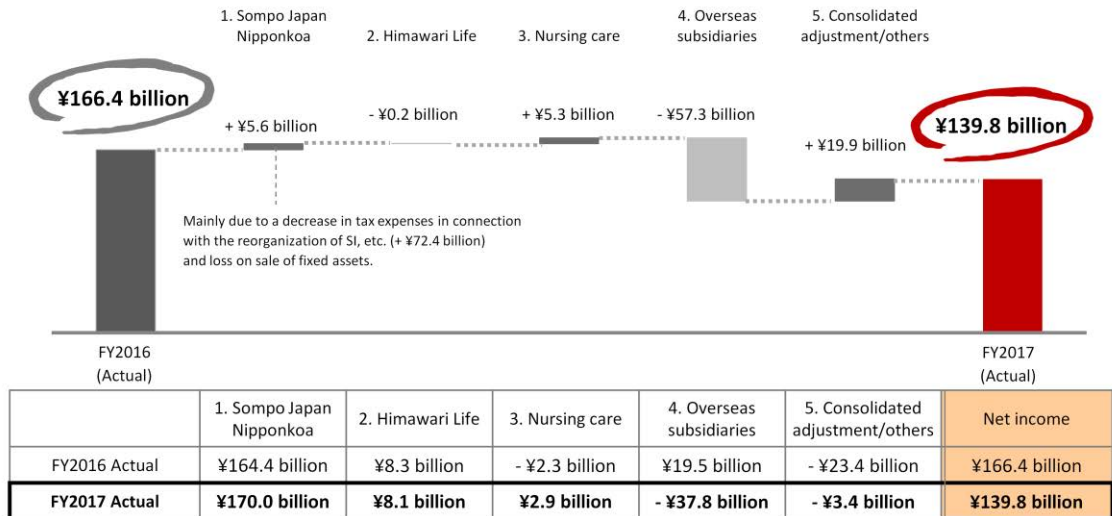 1. Sompo Japan
Nipponkoa
2. Himawari Life
3. Nursing care
4. Overseas
subsidiaries
5. Consolidated
adjustment/others
¥166.4 billion
+ ¥5.6 billion
- ¥0.2 billion
+ ¥5.3 billion
- ¥57.3 billion
+ ¥19.9 billion
¥139.8 billion
Mainly due to a decrease in tax expenses in connection
with the reorganization of SI, etc. (+ ¥72.4 billion)
and loss on sale of fixed assets.
FY2016
(Actual)
FY2017
(Actual)
1. Sompo Japan
Nipponkoa
2. Himawari Life
3. Nursing care
4. Overseas
subsidiaries
5. Consolidated
adjustment/others
Net income
FY2016 Actual
¥164.4 billion
¥8.3 billion
- ¥2.3 billion
¥19.5 billion
- ¥23.4 billion
¥166.4 billion
FY2017 Actual
¥170.0 billion
¥8.1 billion
¥2.9 billion
- ¥37.8 billion
- ¥3.4 billion
¥139.8 billion